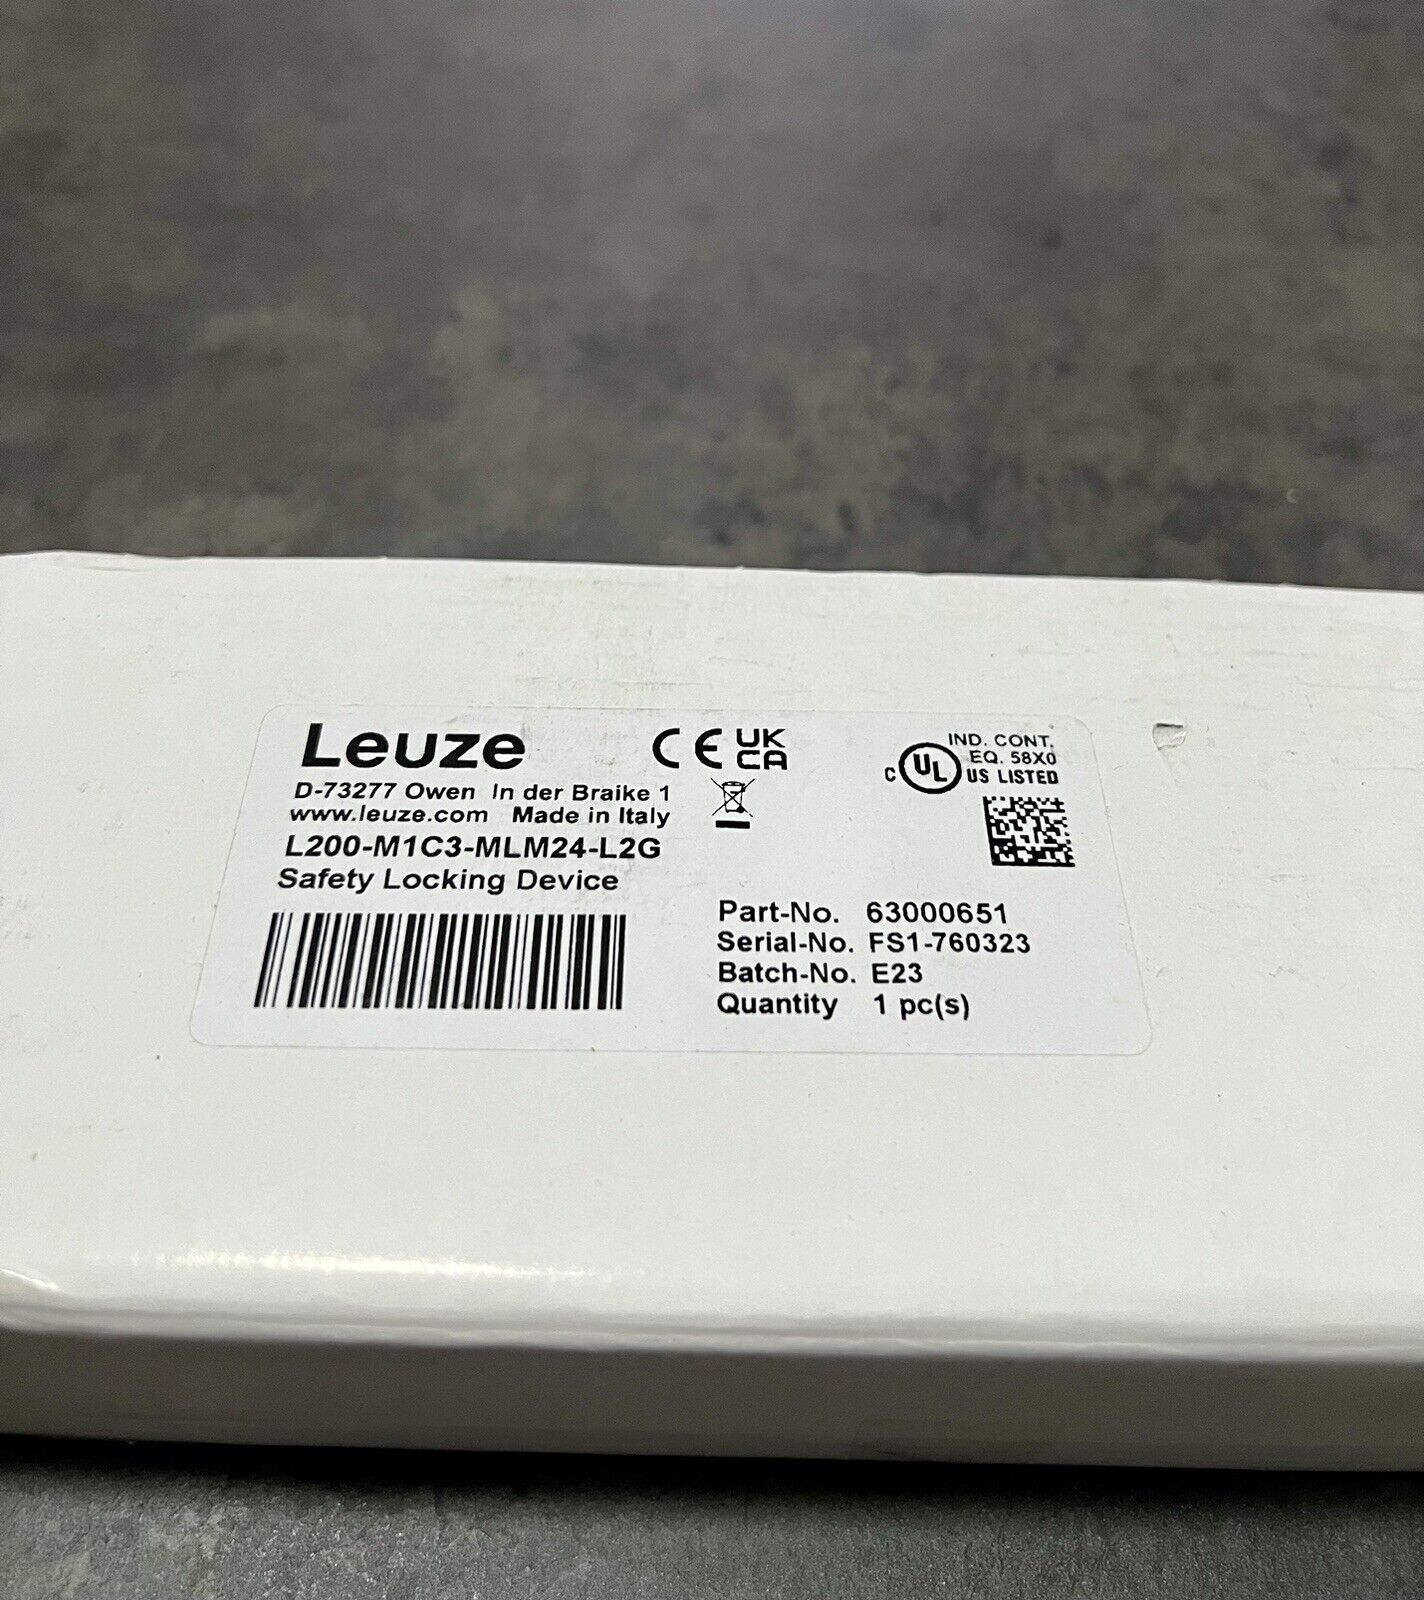 Leuze
CE UK CA
D-73277 Owen In der Braike 1
www.leuze.com Made in Italy
L200-M1C3-MLM24-L2G
Safety Locking Device
IND. CONT.
EQ. 58X0
C UL US LISTED
Part-No. 63000651
Serial-No. FS1-760323
Batch-No. E23
Quantity 1 pc(s)